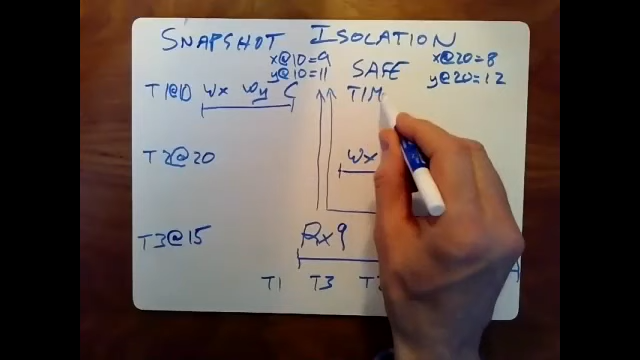 SNAPSHOT ISOLATION
x@10=9
y@10=11
SAFE
TIM
x@20=8
y@20=12
T1@10 Wx Wy C
T2@20 Wx
T3@15 Rx9
T1 T3